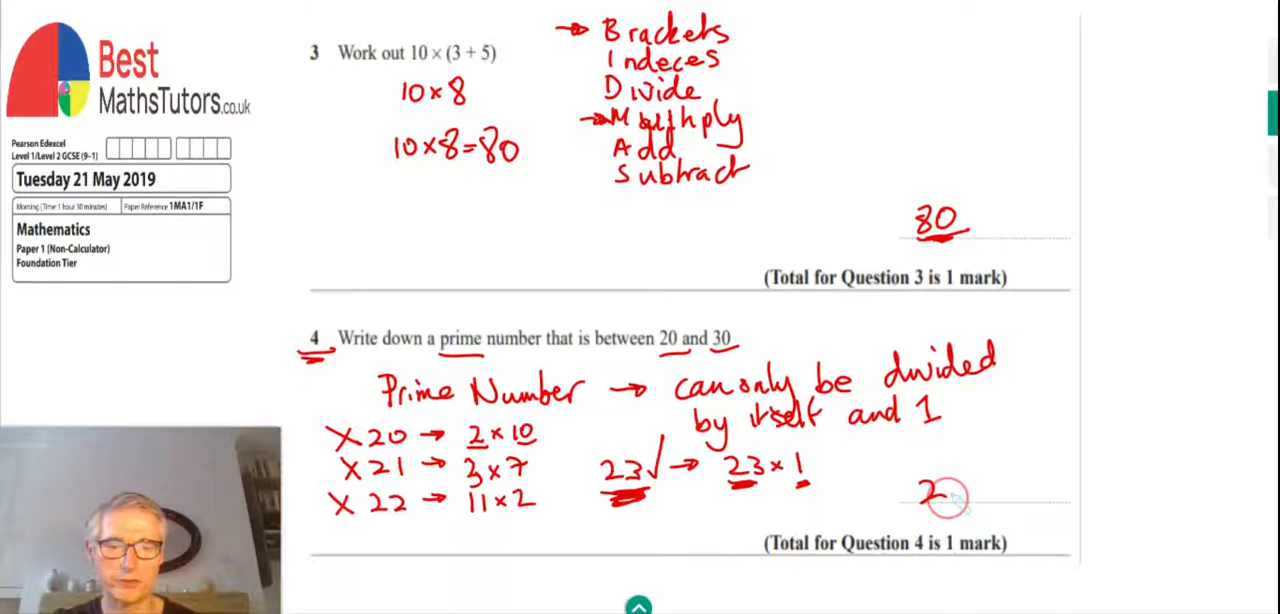 Best
MathsTutors.co.uk
Pearson Edexcel
Level 1/Level 2 GCSE (9–1)
Tuesday 21 May 2019
Morning (Time: 1 hour 30 minutes) Paper Reference 1MA1/1F
Mathematics
Paper 1 (Non-Calculator)
Foundation Tier
3 Work out 10 × (3 + 5)
10 × 8
10 × 8 = 80
→ Brackets
Indeces
Divide
→ Multiply
Add
Subtract
80
(Total for Question 3 is 1 mark)
4 Write down a prime number that is between 20 and 30
Prime Number → can only be divided
by itself and 1
X 20 → 2 × 10
X 21 → 3 × 7
X 22 → 11 × 2
23 ✓ → 23 × 1
2
(Total for Question 4 is 1 mark)